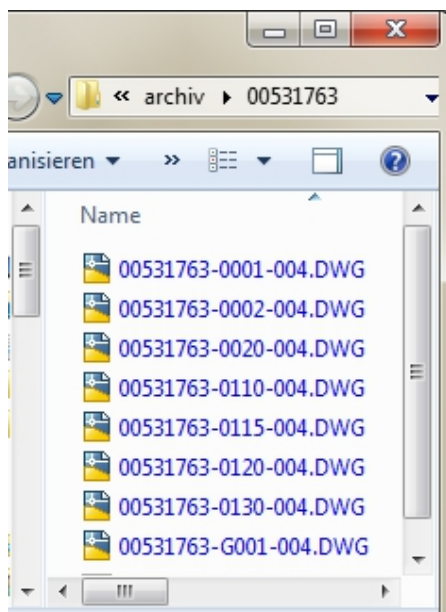 « archiv 00531763
anisieren »
Name
00531763-0001-004.DWG
00531763-0002-004.DWG
00531763-0020-004.DWG
00531763-0110-004.DWG
00531763-0115-004.DWG
00531763-0120-004.DWG
00531763-0130-004.DWG
00531763-G001-004.DWG